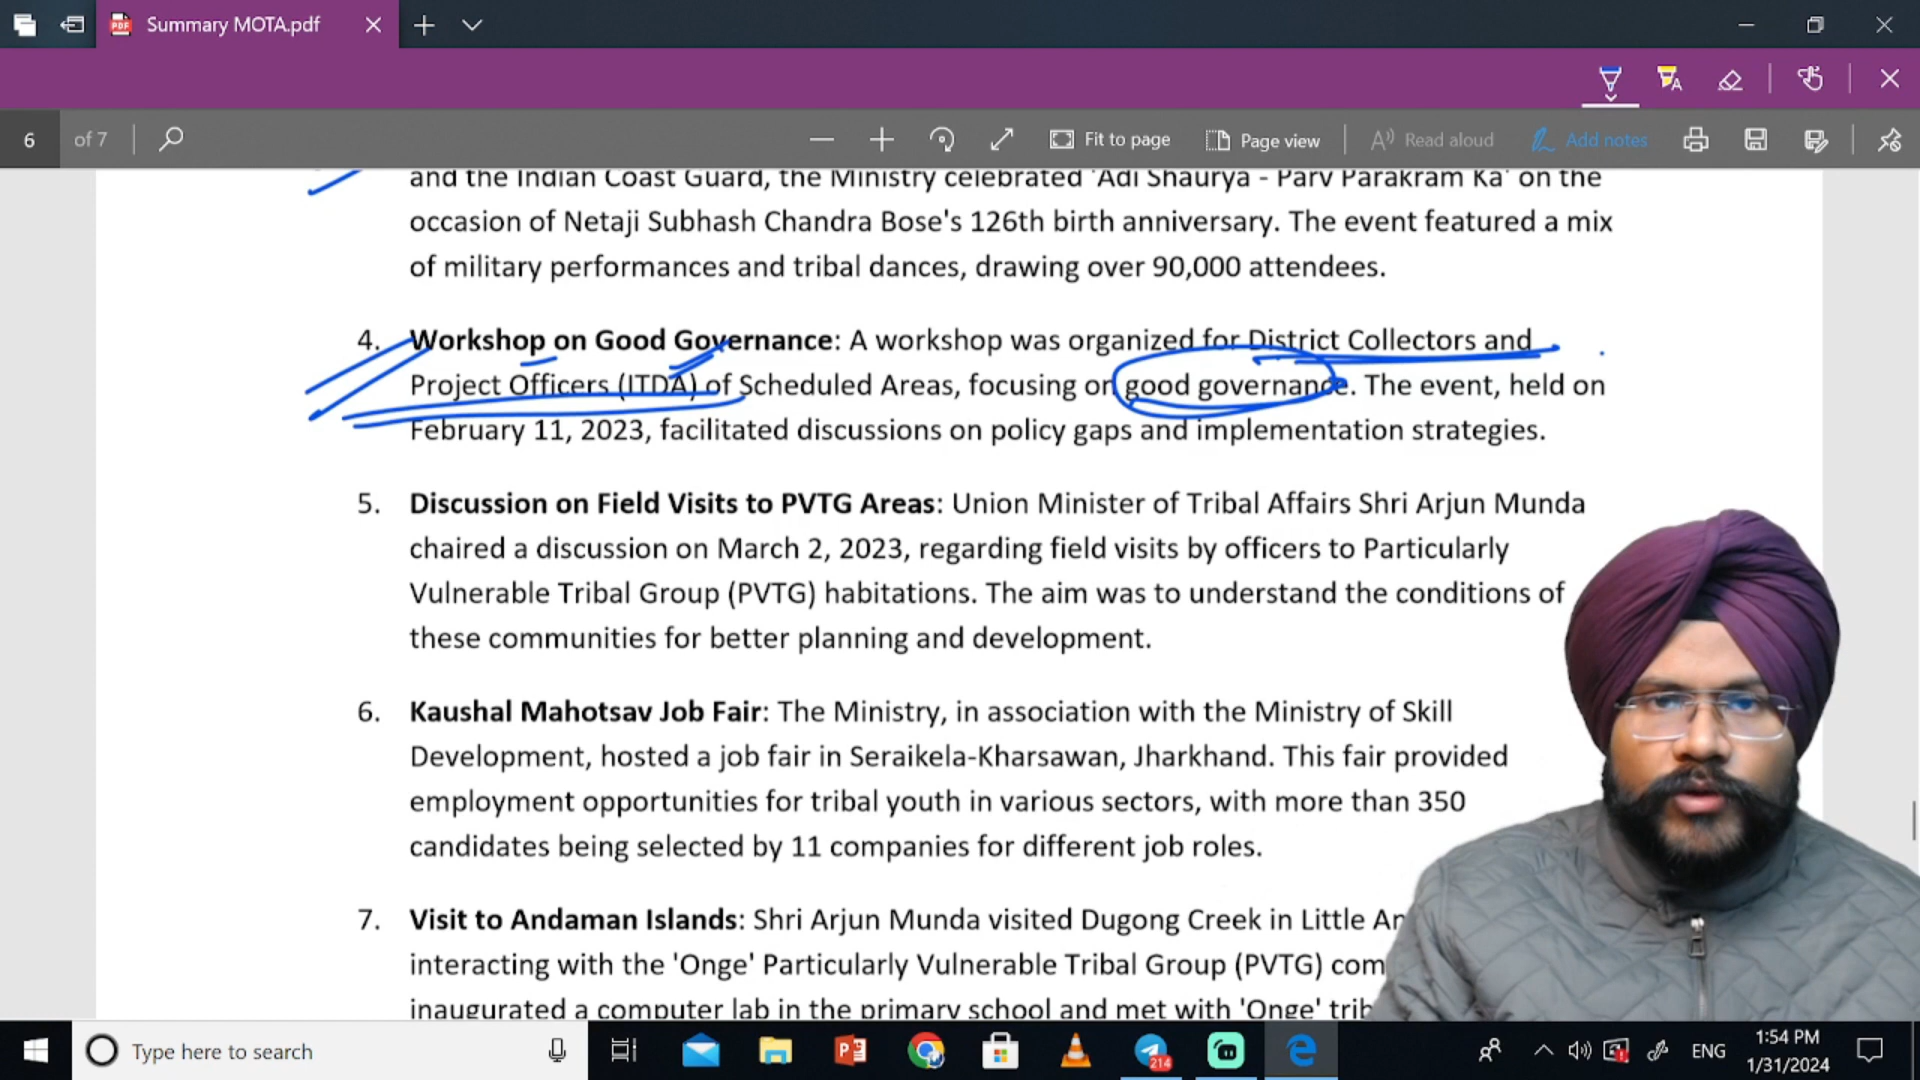 Summary MOTA.pdf
6 of 7
Fit to page
Page view
Read aloud
Add notes
and the Indian Coast Guard, the Ministry celebrated 'Adi Shaurya - Parv Parakram Ka' on the
occasion of Netaji Subhash Chandra Bose's 126th birth anniversary. The event featured a mix
of military performances and tribal dances, drawing over 90,000 attendees.
4. Workshop on Good Governance: A workshop was organized for District Collectors and
Project Officers (ITDA) of Scheduled Areas, focusing on good governance. The event, held on
February 11, 2023, facilitated discussions on policy gaps and implementation strategies.
5. Discussion on Field Visits to PVTG Areas: Union Minister of Tribal Affairs Shri Arjun Munda
chaired a discussion on March 2, 2023, regarding field visits by officers to Particularly
Vulnerable Tribal Group (PVTG) habitations. The aim was to understand the conditions of
these communities for better planning and development.
6. Kaushal Mahotsav Job Fair: The Ministry, in association with the Ministry of Skill
Development, hosted a job fair in Seraikela-Kharsawan, Jharkhand. This fair provided
employment opportunities for tribal youth in various sectors, with more than 350
candidates being selected by 11 companies for different job roles.
7. Visit to Andaman Islands: Shri Arjun Munda visited Dugong Creek in Little
interacting with the 'Onge' Particularly Vulnerable Tribal Group (PVTG)
inaugurated a computer lab in the primary school and met with 'Onge'
Type here to search
214
ENG
1:54 PM
1/31/2024